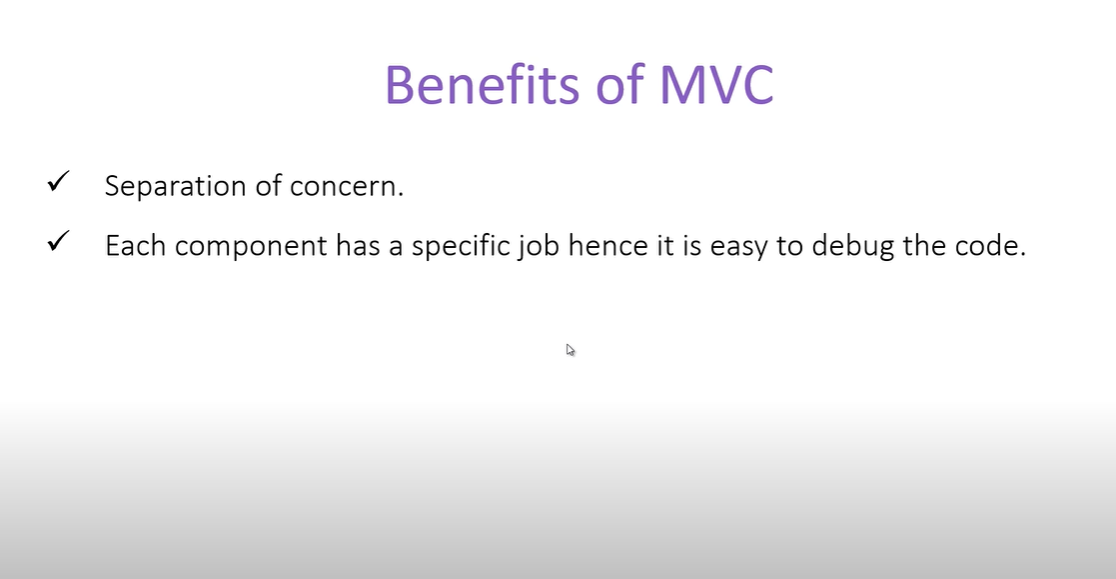 Benefits of MVC
✓ Separation of concern.
✓ Each component has a specific job hence it is easy to debug the code.